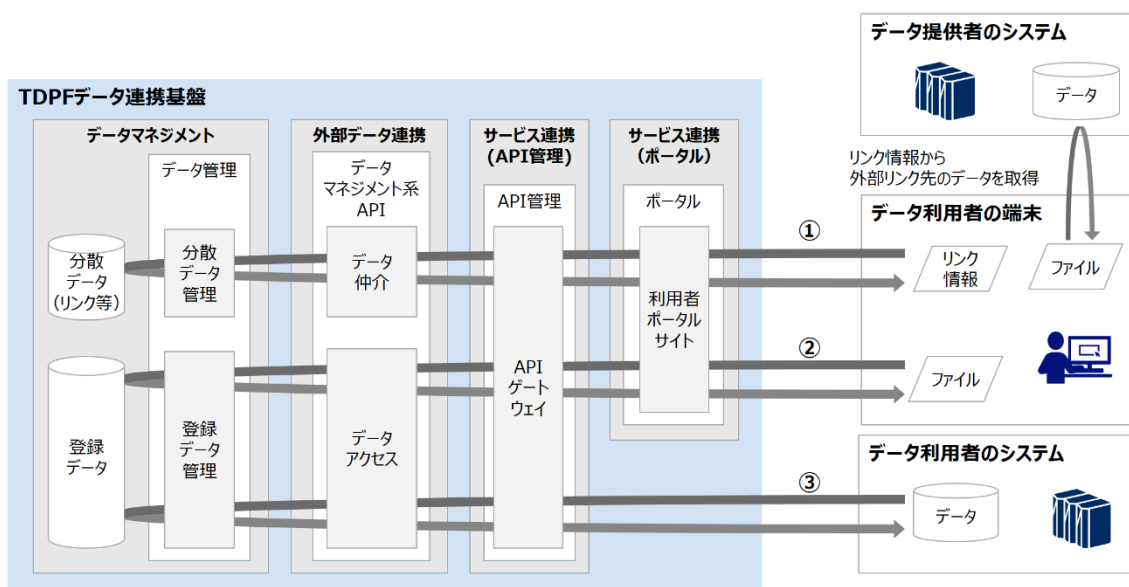 データ提供者のシステム
データ
TDPFデータ連携基盤
データマネジメント
外部データ連携
サービス連携
(API管理)
サービス連携
(ポータル)
リンク情報から
外部リンク先のデータを取得
データ管理
データ
マネジメント系
API
API管理
ポータル
データ利用者の端末
①
分散
データ
(リンク等)
分散
データ
管理
データ
仲介
リンク
情報
ファイル
利用者
ポータル
サイト
②
API
ゲート
ウェイ
ファイル
登録
データ
登録
データ
管理
データ
アクセス
データ利用者のシステム
③
データ